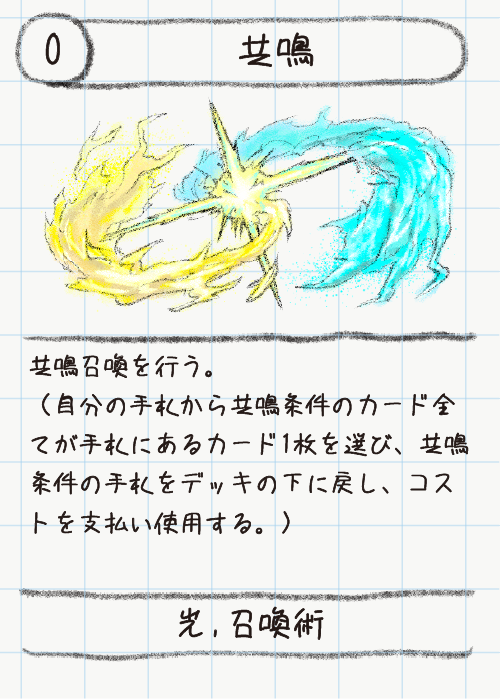 0
共鳴
共鳴召喚を行う。
（自分の手札から共鳴条件のカード全
てが手札にあるカード1枚を選び、共鳴
条件の手札をデッキの下に戻し、コス
トを支払い使用する。）
光，召喚術